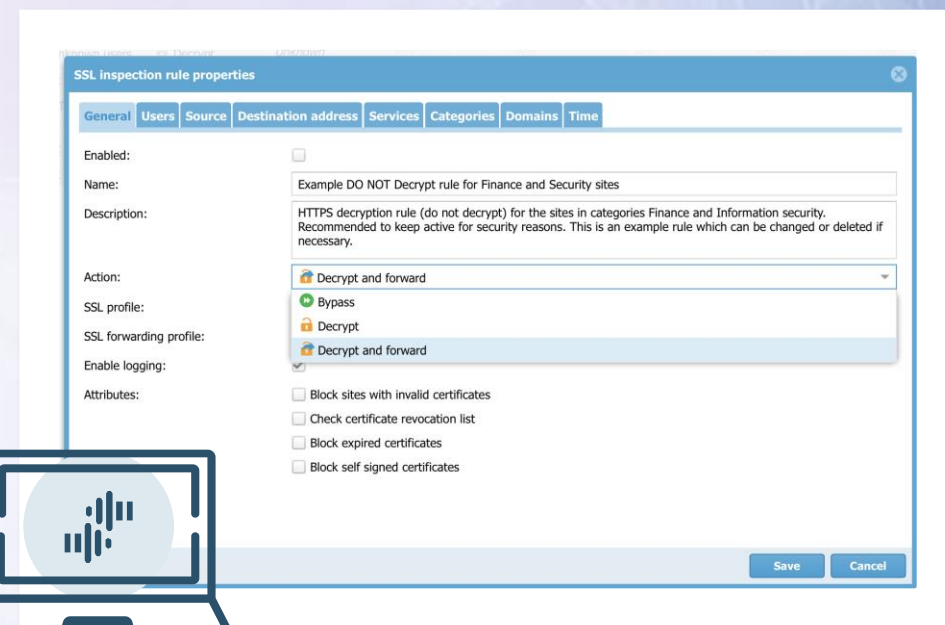 SSL inspection rule properties
General Users Source Destination address Services Categories Domains Time
Enabled:
Name: Example DO NOT Decrypt rule for Finance and Security sites
Description: HTTPS decryption rule (do not decrypt) for the sites in categories Finance and Information security.
Recommended to keep active for security reasons. This is an example rule which can be changed or deleted if
necessary.
Action: Decrypt and forward
SSL profile: Bypass
Decrypt
SSL forwarding profile:
Decrypt and forward
Enable logging:
Attributes: Block sites with invalid certificates
Check certificate revocation list
Block expired certificates
Block self signed certificates
Save Cancel